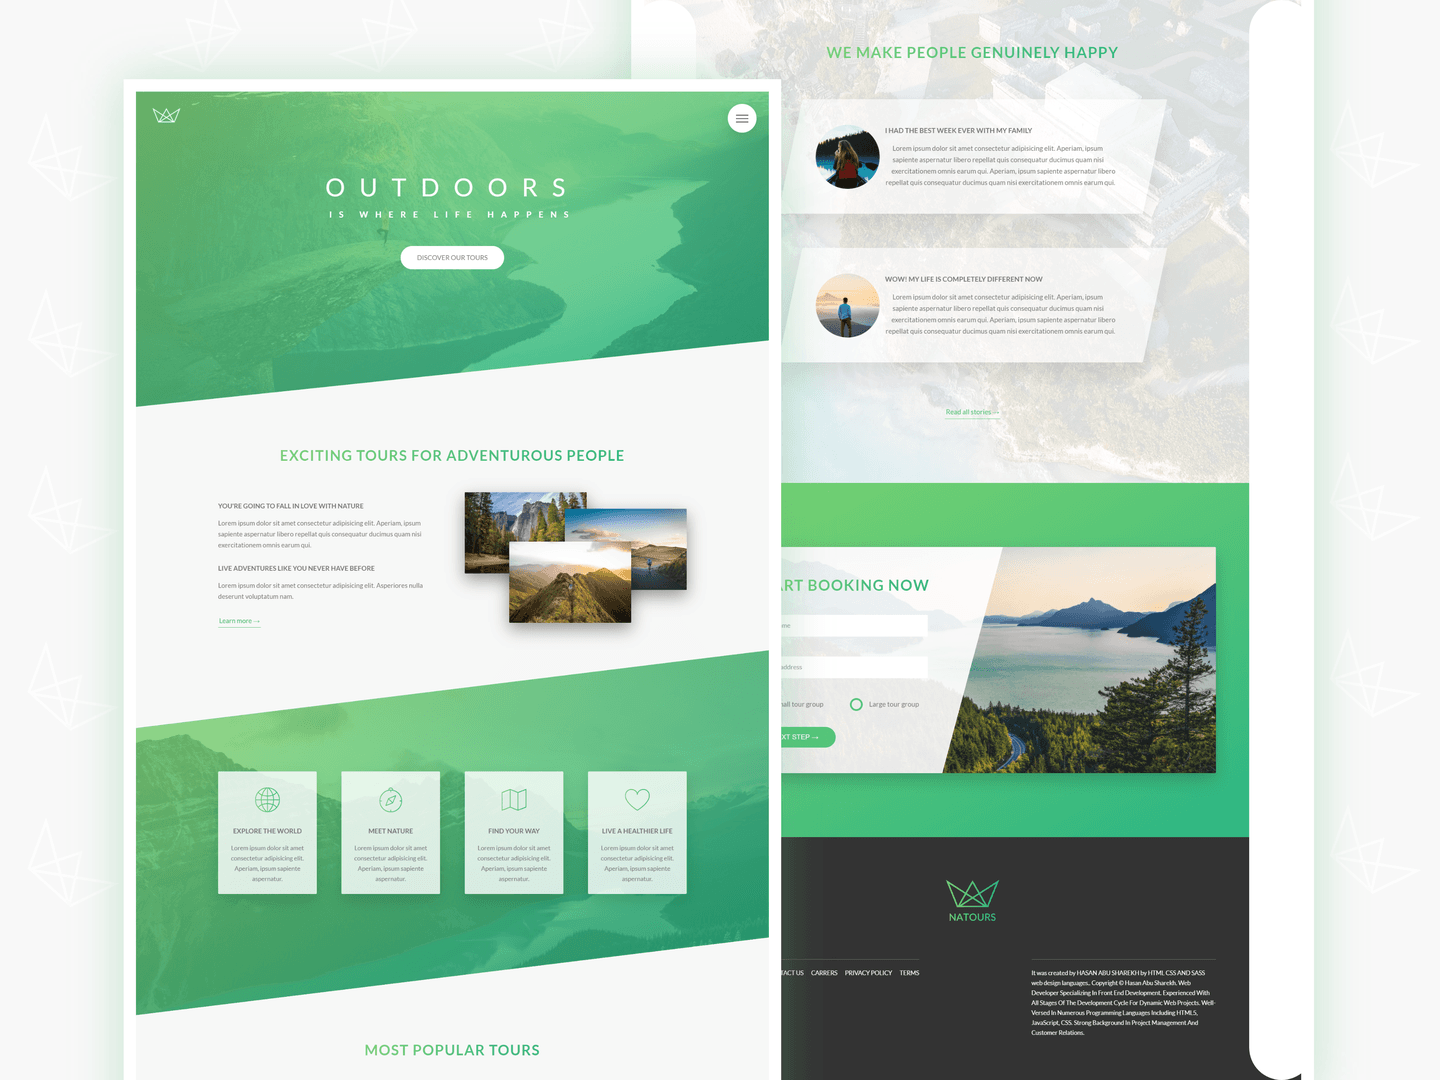 OUTDOORS
IS WHERE LIFE HAPPENS
DISCOVER OUR TOURS
EXCITING TOURS FOR ADVENTUROUS PEOPLE
YOU'RE GOING TO FALL IN LOVE WITH NATURE
Lorem ipsum dolor sit amet consectetur adipisicing elit. Aperiam, ipsum
sapiente aspernatur libero repellat quis consequatur ducimus quam nisi
exercitationem omnis earum qui.
LIVE ADVENTURES LIKE YOU NEVER HAVE BEFORE
Lorem ipsum dolor sit amet consectetur adipisicing elit. Asperiores nulla
deserunt voluptatum nam.
Learn more →
EXPLORE THE WORLD
Lorem ipsum dolor sit amet
consectetur adipisicing elit.
Aperiam, ipsum sapiente
aspernatur.
MEET NATURE
Lorem ipsum dolor sit amet
consectetur adipisicing elit.
Aperiam, ipsum sapiente
aspernatur.
FIND YOUR WAY
Lorem ipsum dolor sit amet
consectetur adipisicing elit.
Aperiam, ipsum sapiente
aspernatur.
LIVE A HEALTHIER LIFE
Lorem ipsum dolor sit amet
consectetur adipisicing elit.
Aperiam, ipsum sapiente
aspernatur.
MOST POPULAR TOURS
WE MAKE PEOPLE GENUINELY HAPPY
I HAD THE BEST WEEK EVER WITH MY FAMILY
Lorem ipsum dolor sit amet consectetur adipisicing elit. Aperiam, ipsum
sapiente aspernatur libero repellat quis consequatur ducimus quam nisi
exercitationem omnis earum qui. Aperiam, ipsum sapiente aspernatur libero
repellat quis consequatur ducimus quam nisi exercitationem omnis earum qui.
WOW! MY LIFE IS COMPLETELY DIFFERENT NOW
Lorem ipsum dolor sit amet consectetur adipisicing elit. Aperiam, ipsum
sapiente aspernatur libero repellat quis consequatur ducimus quam nisi
exercitationem omnis earum qui. Aperiam, ipsum sapiente aspernatur libero
repellat quis consequatur ducimus quam nisi exercitationem omnis earum qui.
Read all stories →
ART BOOKING NOW
me
address
all tour group
Large tour group
XT STEP →
NATOURS
TACT US CARRERS PRIVACY POLICY TERMS
It was created by HASAN ABU SHAREKH by HTML CSS AND SASS
web design languages.. Copyright © Hasan Abu Sharekh. Web
Developer Specializing In Front End Development. Experienced With
All Stages Of The Development Cycle For Dynamic Web Projects. Well-
Versed In Numerous Programming Languages Including HTML5,
JavaScript, CSS. Strong Background In Project Management And
Customer Relations.